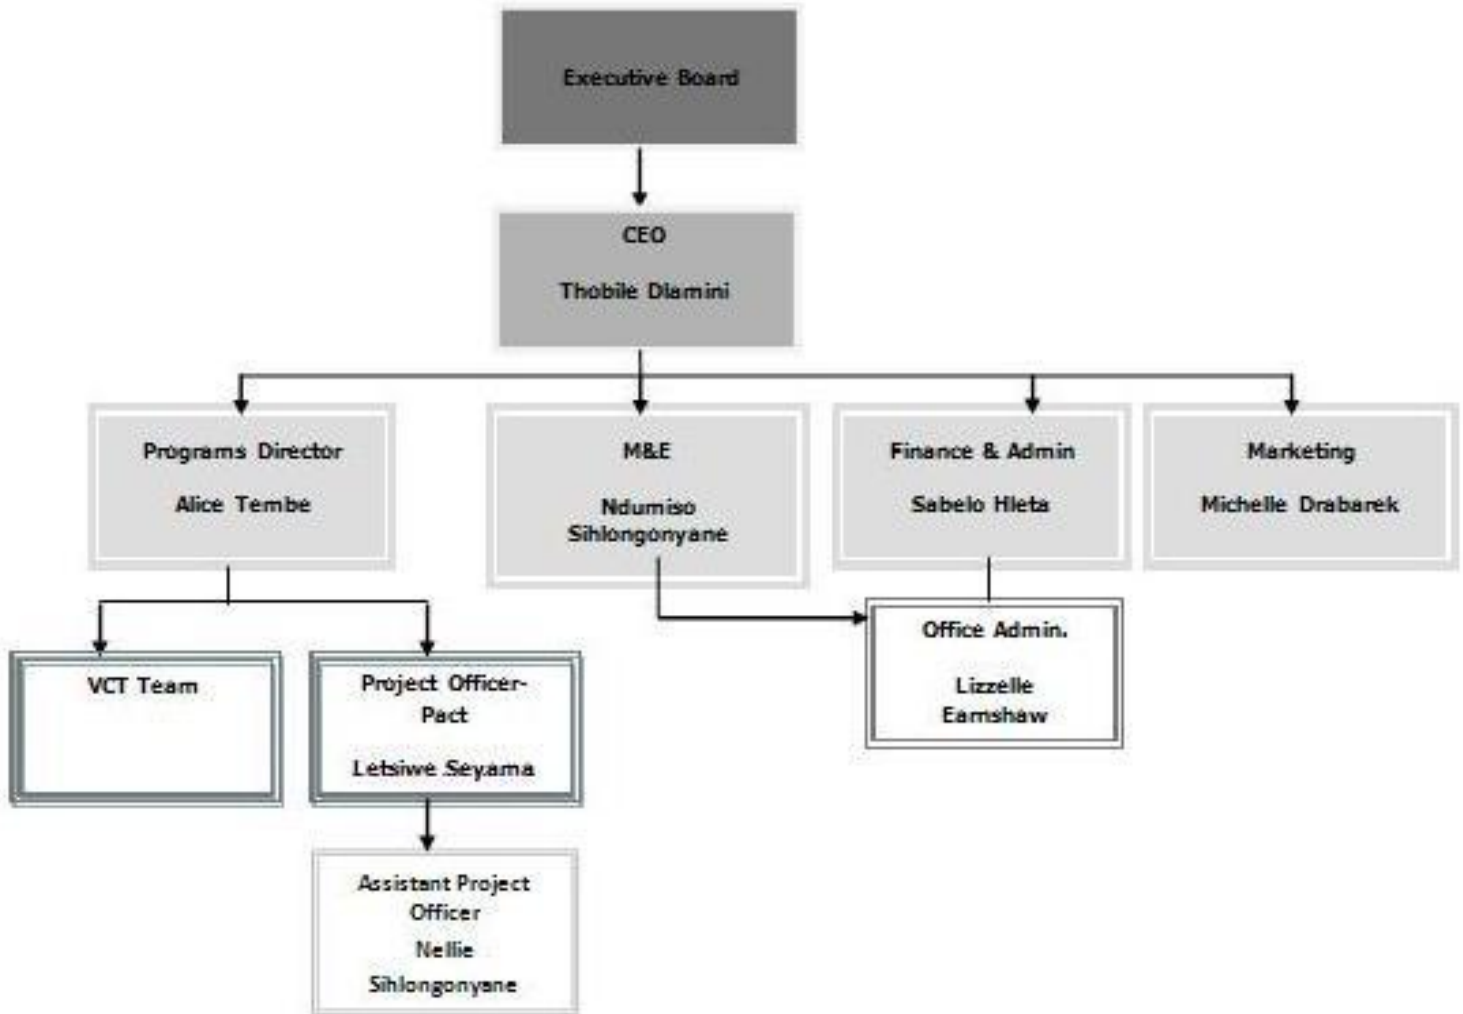 Executive Board
CEO
Thobile Dlamini
Programs Director
Alice Tembe
M&E
Ndumiso
Sihlongonyane
Finance & Admin
Sabelo Hleta
Marketing
Michelle Drabarek
VCT Team
Project Officer-
Pact
Letsiwe Seyama
Office Admin.
Lizzelle
Earnshaw
Assistant Project
Officer
Nellie
Sihlongonyane